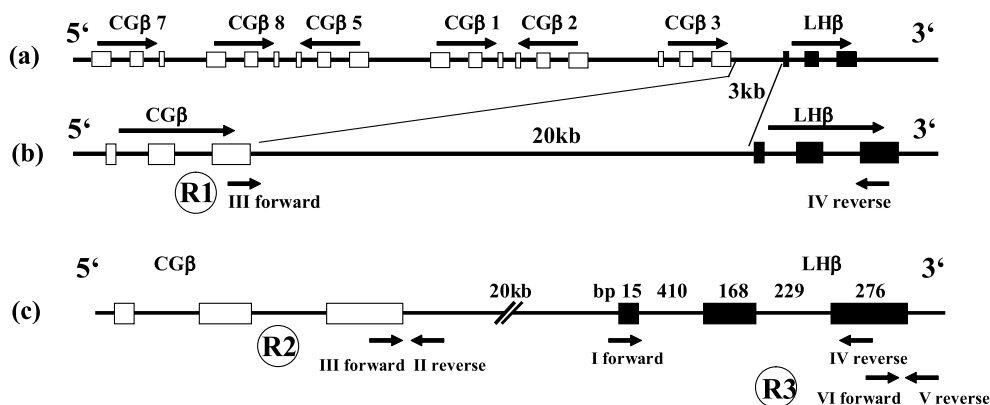 5‘ CGβ 7 CGβ 8 CGβ 5 CGβ 1 CGβ 2 CGβ 3 LHβ 3‘
(a)
3kb
5‘ CGβ LHβ 3‘
20kb
(b)
R1 III forward IV reverse
5‘ CGβ LHβ 3‘
20kb bp 15 410 168 229 276
(c)
R2 III forward II reverse I forward IV reverse
R3 VI forward V reverse